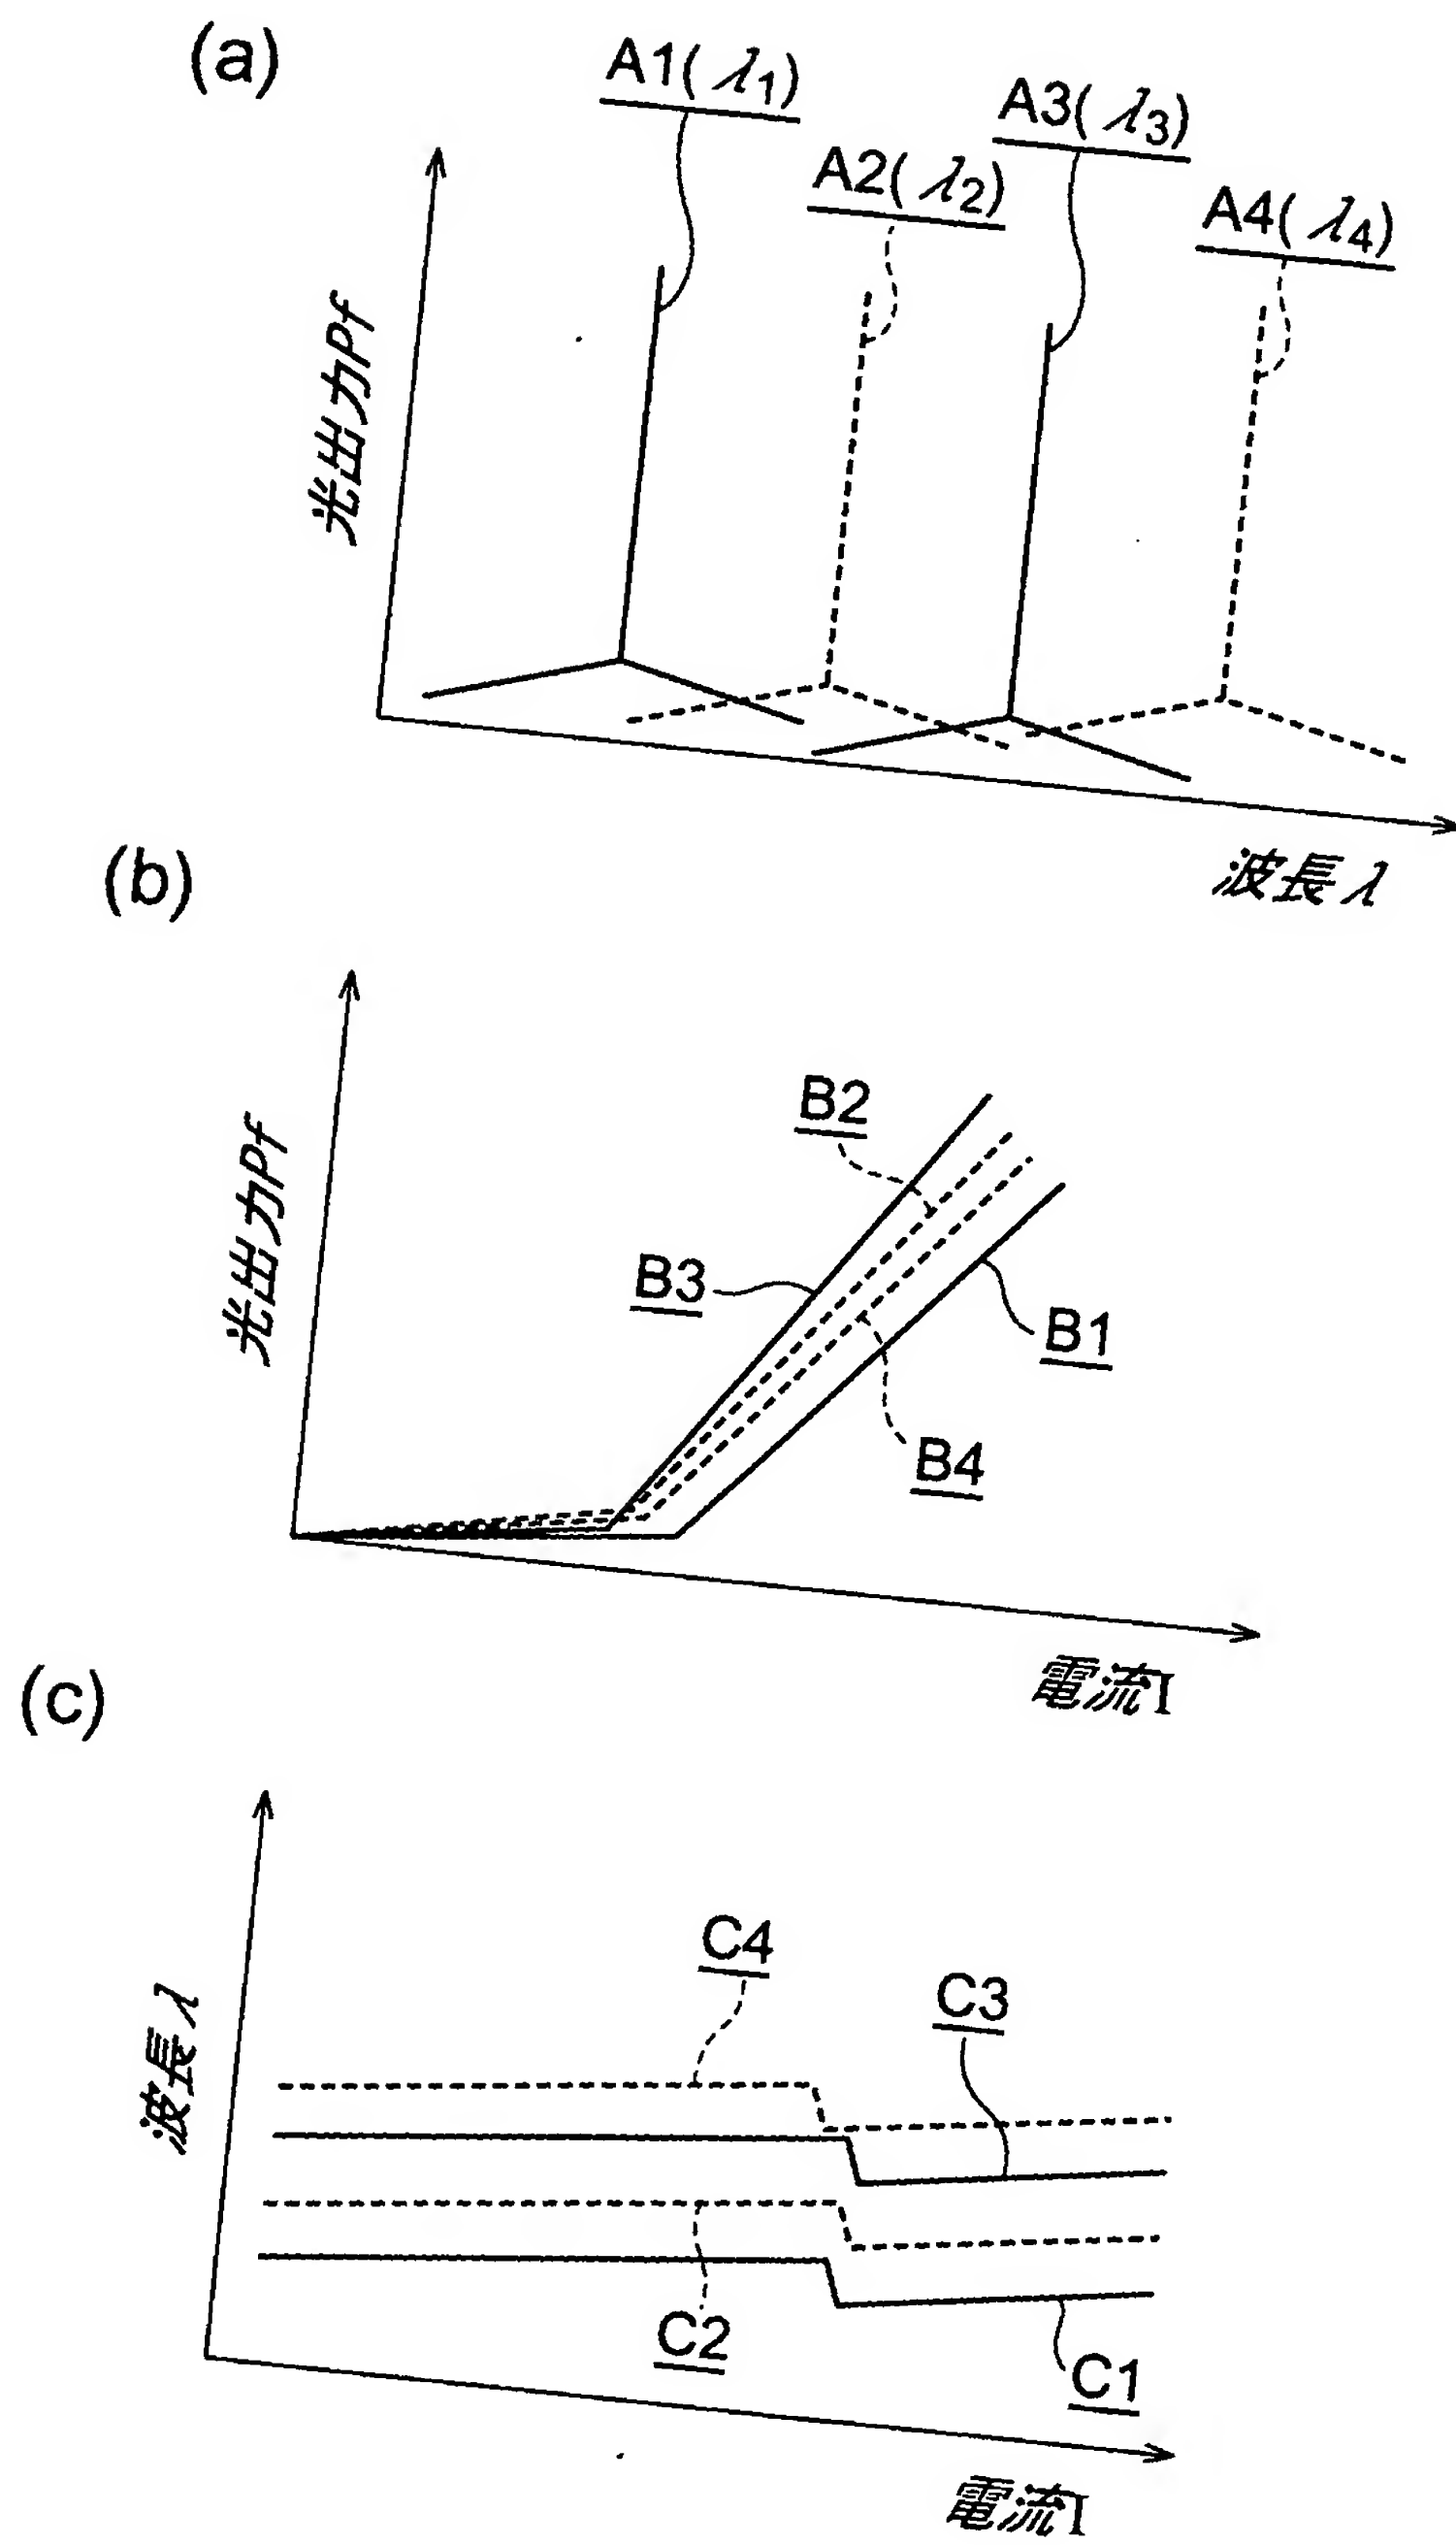 (a)
A1(λ1)
A3(λ3)
A2(λ2)
A4(λ4)
光出力Pf
波長λ
(b)
B2
光出力Pf
B3
B1
B4
電流I
(c)
C4
C3
波長λ
C2
C1
電流I